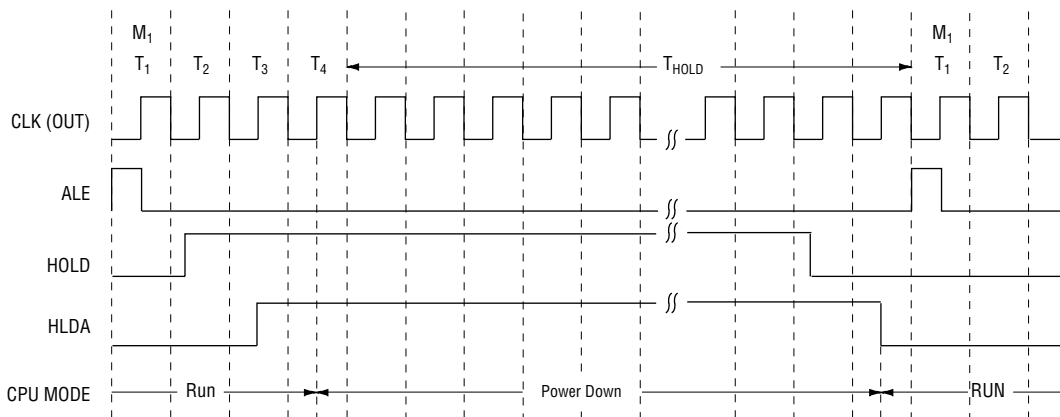 M1 M1
T1 T2 T3 T4 THOLD T1 T2
CLK (OUT)
ALE
HOLD
HLDA
CPU MODE Run Power Down RUN